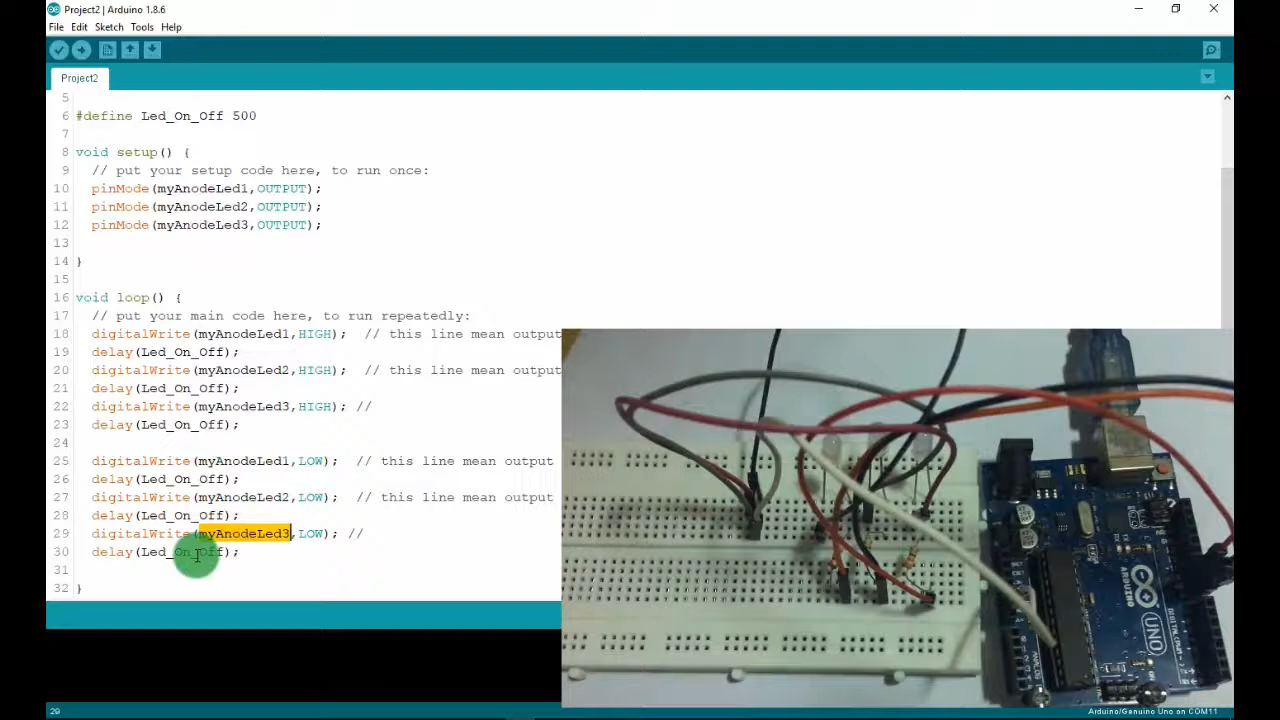 Project2 | Arduino 1.8.6
File Edit Sketch Tools Help
Project2
5
6 #define Led_On_Off 500
7
8 void setup() {
9 // put your setup code here, to run once:
10 pinMode(myAnodeLed1,OUTPUT);
11 pinMode(myAnodeLed2,OUTPUT);
12 pinMode(myAnodeLed3,OUTPUT);
13
14 }
15
16 void loop() {
17 // put your main code here, to run repeatedly:
18 digitalWrite(myAnodeLed1,HIGH); // this line mean output
19 delay(Led_On_Off);
20 digitalWrite(myAnodeLed2,HIGH); // this line mean output
21 delay(Led_On_Off);
22 digitalWrite(myAnodeLed3,HIGH); //
23 delay(Led_On_Off);
24
25 digitalWrite(myAnodeLed1,LOW); // this line mean output
26 delay(Led_On_Off);
27 digitalWrite(myAnodeLed2,LOW); // this line mean output
28 delay(Led_On_Off);
29 digitalWrite(myAnodeLed3,LOW); //
30 delay(Led_On_Off);
31
32 }
ARDUINO
UNO
ANALOG
29
Arduino/Genuino Uno on COM11